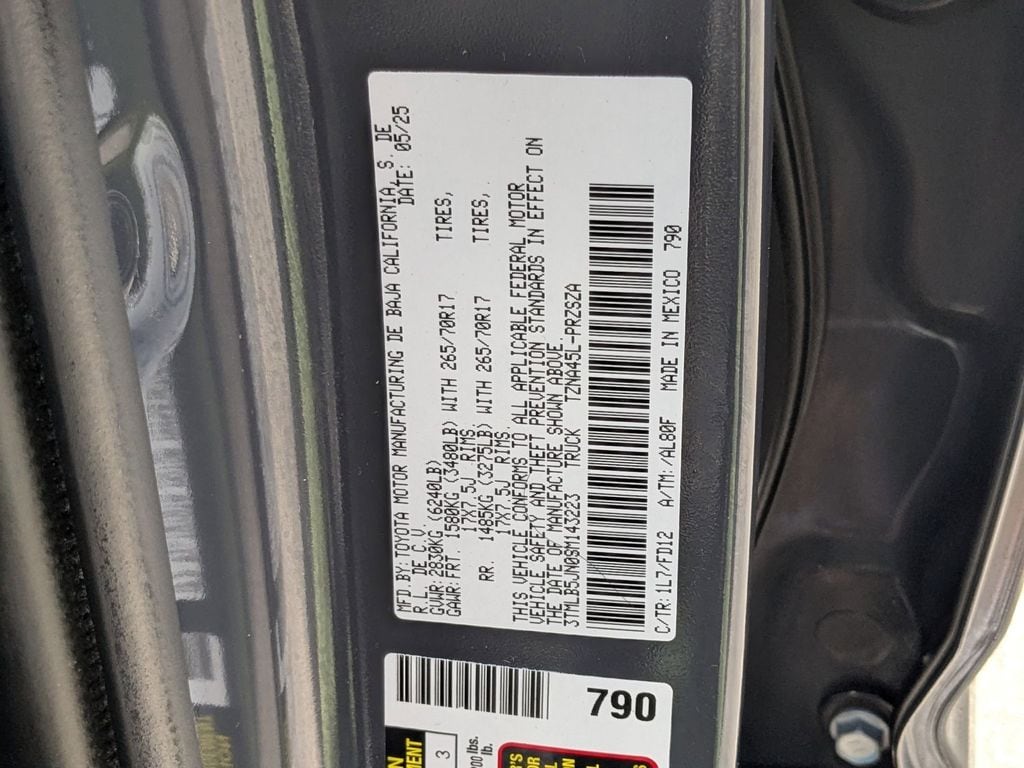 MFD.BY:TOYOTA MOTOR MANUFACTURING DE BAJA CALIFORNIA, S. DE
R. L. DE C.V. DATE: 05/25
GVWR:2830KG (6240LB)
GAWR:FRT. 1580KG (3480LB) WITH 265/70R17 TIRES,
17X7.5J RIMS
RR. 1485KG (3275LB) WITH 265/70R17 TIRES,
17X7.5J RIMS
THIS VEHICLE CONFORMS TO ALL APPLICABLE FEDERAL MOTOR
VEHICLE SAFETY AND THEFT PREVENTION STANDARDS IN EFFECT ON
THE DATE OF MANUFACTURE SHOWN ABOVE
3TMLB5JN0SM143223 TRUCK TZNA45L-PRZSZA
C/TR:1L7/FD12 A/TM:/AL80F MADE IN MEXICO 790
790
3
lbs.
lb.